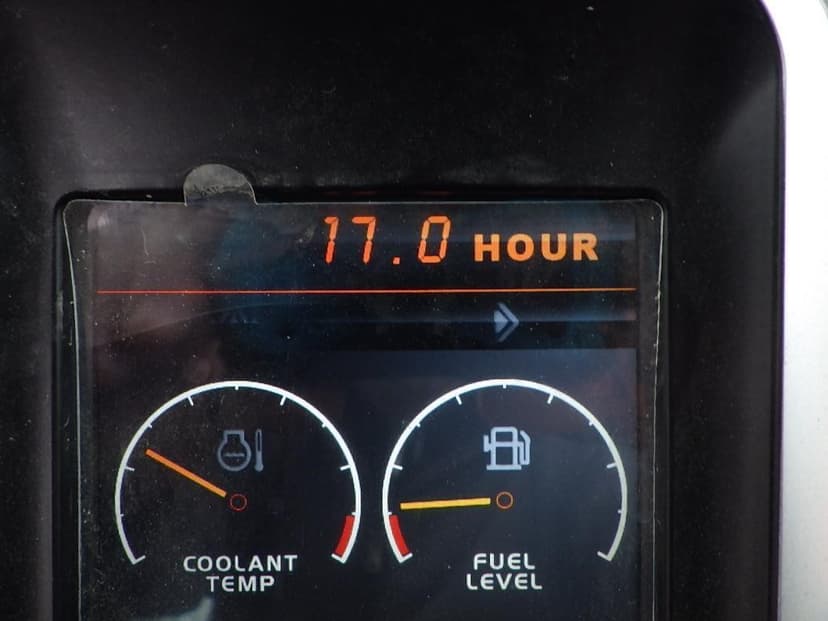 17.0 HOUR
COOLANT
TEMP
FUEL
LEVEL